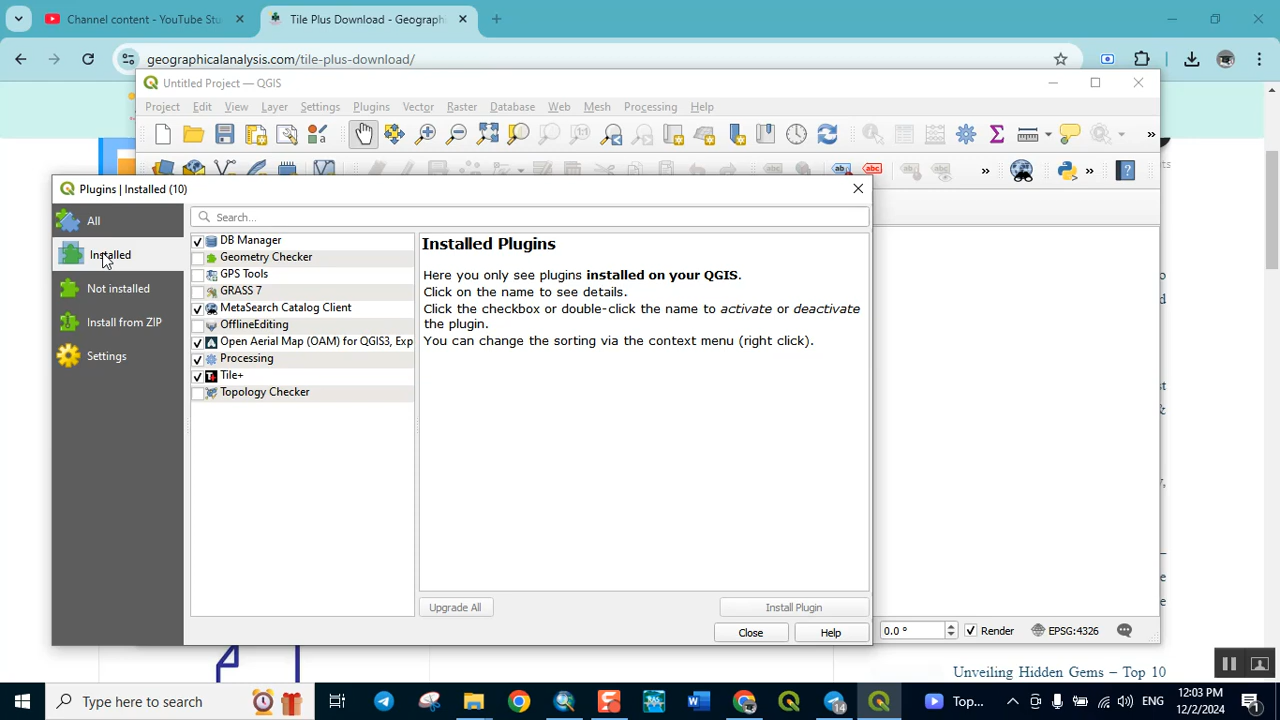 Channel content - YouTube Stu
Tile Plus Download - Geograph
geographicalanalysis.com/tile-plus-download/
Untitled Project — QGIS
Project Edit View Layer Settings Plugins Vector Raster Database Web Mesh Processing Help
Plugins | Installed (10)
All
Installed
Not installed
Install from ZIP
Settings
Search...
DB Manager
Geometry Checker
GPS Tools
GRASS 7
MetaSearch Catalog Client
OfflineEditing
Open Aerial Map (OAM) for QGIS3, Exp
Processing
Tile+
Topology Checker
Installed Plugins
Here you only see plugins installed on your QGIS.
Click on the name to see details.
Click the checkbox or double-click the name to activate or deactivate
the plugin.
You can change the sorting via the context menu (right click).
Upgrade All
Install Plugin
Close
Help
0.0 °
Render
EPSG:4326
Unveiling Hidden Gems – Top 10
Type here to search
14
Top...
ENG
12:03 PM
12/2/2024
1